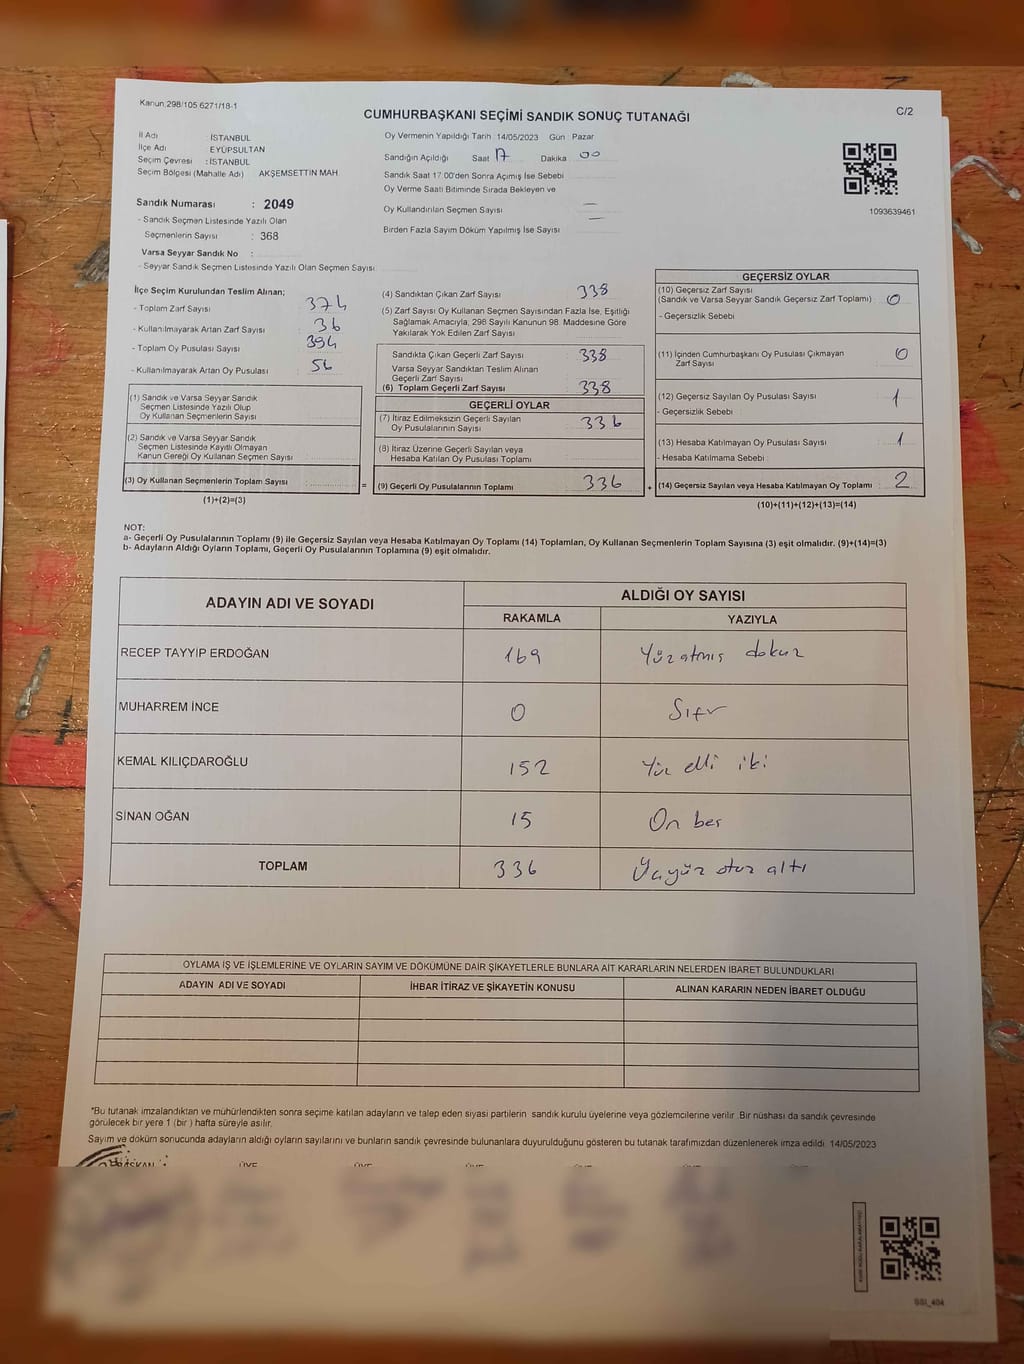 Kanun.298/105 6271/18-1
C/2
CUMHURBAŞKANI SEÇİMİ SANDIK SONUÇ TUTANAĞI
İl Adı İSTANBUL
İlçe Adı EYÜPSULTAN
Seçim Çevresi : İSTANBUL
Seçim Bölgesi (Mahalle Adı) AKŞEMSETTİN MAH
Sandık Numarası : 2049
- Sandık Seçmen Listesinde Yazılı Olan
Seçmenlerin Sayısı : 368
Varsa Seyyar Sandık No :
- Seyyar Sandık Seçmen Listesinde Yazılı Olan Seçmen Sayısı
Oy Vermenin Yapıldığı Tarih 14/05/2023 Gün Pazar
Sandığın Açıldığı Saat 17 Dakika 00
Sandık Saat 17 00'den Sonra Açımış İse Sebebi
Oy Verme Saati Bitiminde Sırada Bekleyen ve
Oy Kullandırılan Seçmen Sayısı —
Birden Fazla Sayım Döküm Yapılmış İse Sayısı —
1093639461
İlçe Seçim Kurulundan Teslim Alınan;
- Toplam Zarf Sayısı 374
- Kullanılmayarak Artan Zarf Sayısı 36
- Toplam Oy Pusulası Sayısı 394
- Kullanılmayarak Artan Oy Pusulası 56
(1) Sandık ve Varsa Seyyar Sandık
Seçmen Listesinde Yazılı Olup
Oy Kullanan Seçmenlerin Sayısı
(2) Sandık ve Varsa Seyyar Sandık
Seçmen Listesinde Kayıtlı Olmayan
Kanun Gereği Oy Kullanan Seçmen Sayısı
(3) Oy Kullanan Seçmenlerin Toplam Sayısı
(1)+(2)=(3)
(4) Sandıktan Çıkan Zarf Sayısı 338
(5) Zarf Sayısı Oy Kullanan Seçmen Sayısından Fazla İse, Eşitliği
Sağlamak Amacıyla, 298 Sayılı Kanunun 98. Maddesine Göre
Yakılarak Yok Edilen Zarf Sayısı
Sandıkta Çıkan Geçerli Zarf Sayısı 338
Varsa Seyyar Sandıktan Teslim Alınan
Geçerli Zarf Sayısı
(6) Toplam Geçerli Zarf Sayısı 338
GEÇERLİ OYLAR
(7) İtiraz Edilmeksizin Geçerli Sayılan
Oy Pusulalarının Sayısı 336
(8) İtiraz Üzerine Geçerli Sayılan veya
Hesaba Katılan Oy Pusulası Toplamı
= (9) Geçerli Oy Pusulalarının Toplamı 336
GEÇERSİZ OYLAR
(10) Geçersiz Zarf Sayısı
(Sandık ve Varsa Seyyar Sandık Geçersiz Zarf Toplamı) 0
- Geçersizlik Sebebi
(11) İçinden Cumhurbaşkanı Oy Pusulası Çıkmayan
Zarf Sayısı 0
(12) Geçersiz Sayılan Oy Pusulası Sayısı 1
- Geçersizlik Sebebi
(13) Hesaba Katılmayan Oy Pusulası Sayısı 1
- Hesaba Katılmama Sebebi
+ (14) Geçersiz Sayılan veya Hesaba Katılmayan Oy Toplamı 2
(10)+(11)+(12)+(13)=(14)
NOT:
a- Geçerli Oy Pusulalarının Toplamı (9) ile Geçersiz Sayılan veya Hesaba Katılmayan Oy Toplamı (14) Toplamları, Oy Kullanan Seçmenlerin Toplam Sayısına (3) eşit olmalıdır. (9)+(14)=(3)
b- Adayların Aldığı Oyların Toplamı, Geçerli Oy Pusulalarının Toplamına (9) eşit olmalıdır.
ADAYIN ADI VE SOYADI ALDIĞI OY SAYISI
RAKAMLA YAZIYLA
RECEP TAYYİP ERDOĞAN 169 Yüz atmış dokuz
MUHARREM İNCE 0 Sıfır
KEMAL KILIÇDAROĞLU 152 Yüz elli iki
SİNAN OĞAN 15 On beş
TOPLAM 336 Üçyüz otuz altı
OYLAMA İŞ VE İŞLEMLERİNE VE OYLARIN SAYIM VE DÖKÜMÜNE DAİR ŞİKAYETLERLE BUNLARA AİT KARARLARIN NELERDEN İBARET BULUNDUKLARI
ADAYIN ADI VE SOYADI İHBAR İTİRAZ VE ŞİKAYETİN KONUSU ALINAN KARARIN NEDEN İBARET OLDUĞU
*Bu tutanak imzalandıktan ve mühürlendikten sonra seçime katılan adayların ve talep eden siyasi partilerin sandık kurulu üyelerine veya gözlemcilerine verilir. Bir nüshası da sandık çevresinde
görülecek bir yere 1 (bir) hafta süreyle asılır.
Sayım ve döküm sonucunda adayların aldığı oyların sayılarını ve bunların sandık çevresinde bulunanlara duyurulduğunu gösteren bu tutanak tarafımızdan düzenlenerek imza edildi 14/05/2023
BAŞKAN ÜYE ÜYE ÜYE ÜYE ÜYE